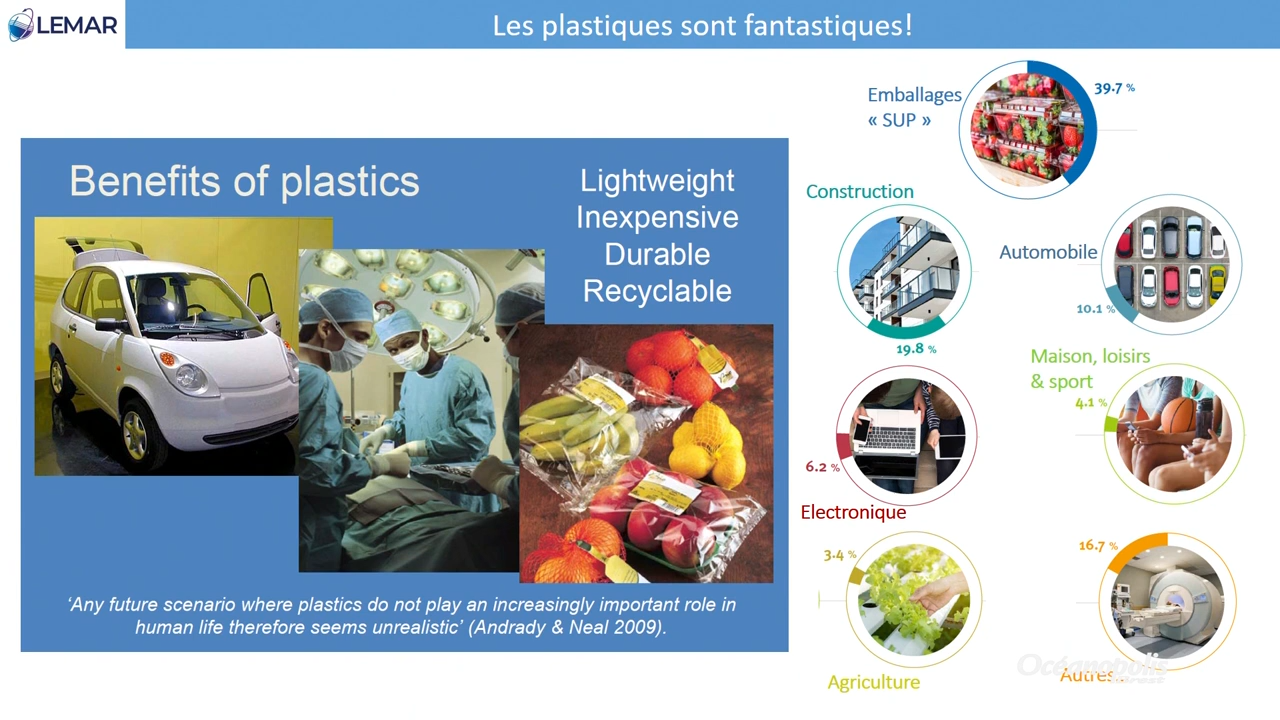 LEMAR
Les plastiques sont fantastiques!
Benefits of plastics
Lightweight
Inexpensive
Durable
Recyclable
‘Any future scenario where plastics do not play an increasingly important role in
human life therefore seems unrealistic’ (Andrady & Neal 2009).
Emballages
« SUP »
39.7 %
Construction
19.8 %
Automobile
10.1 %
Maison, loisirs
& sport
4.1 %
6.2 %
Electronique
3.4 %
Agriculture
16.7 %
Autres...
Océanopolis